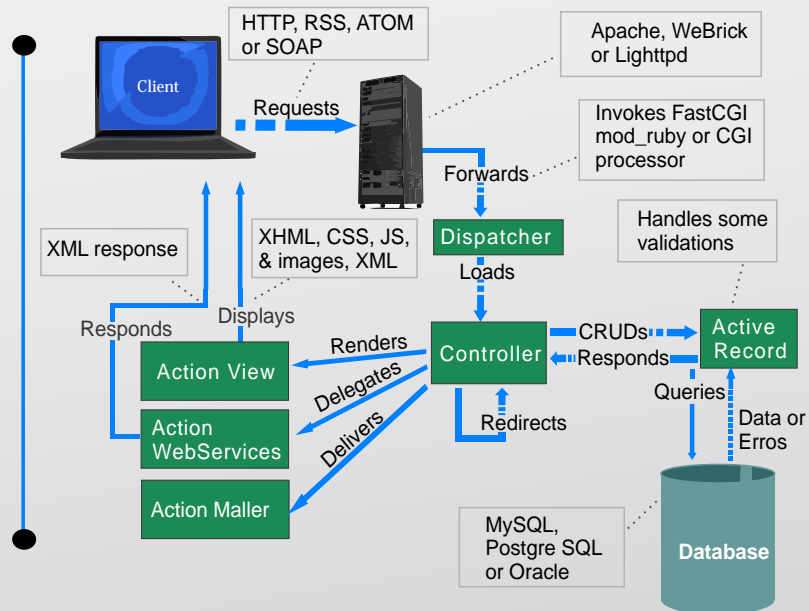 HTTP, RSS, ATOM
or SOAP
Apache, WeBrick
or Lighttpd
Client
Requests
Invokes FastCGI
mod_ruby or CGI
processor
Forwards
Handles some
validations
XML response
XHTML, CSS, JS,
& images, XML
Dispatcher
Loads
Responds
Displays
Renders
Controller
CRUDs
Responds
Active
Record
Action View
Delegates
Redirects
Queries
Data or
Erros
Action
WebServices
Delivers
Action Maller
MySQL,
Postgre SQL
or Oracle
Database